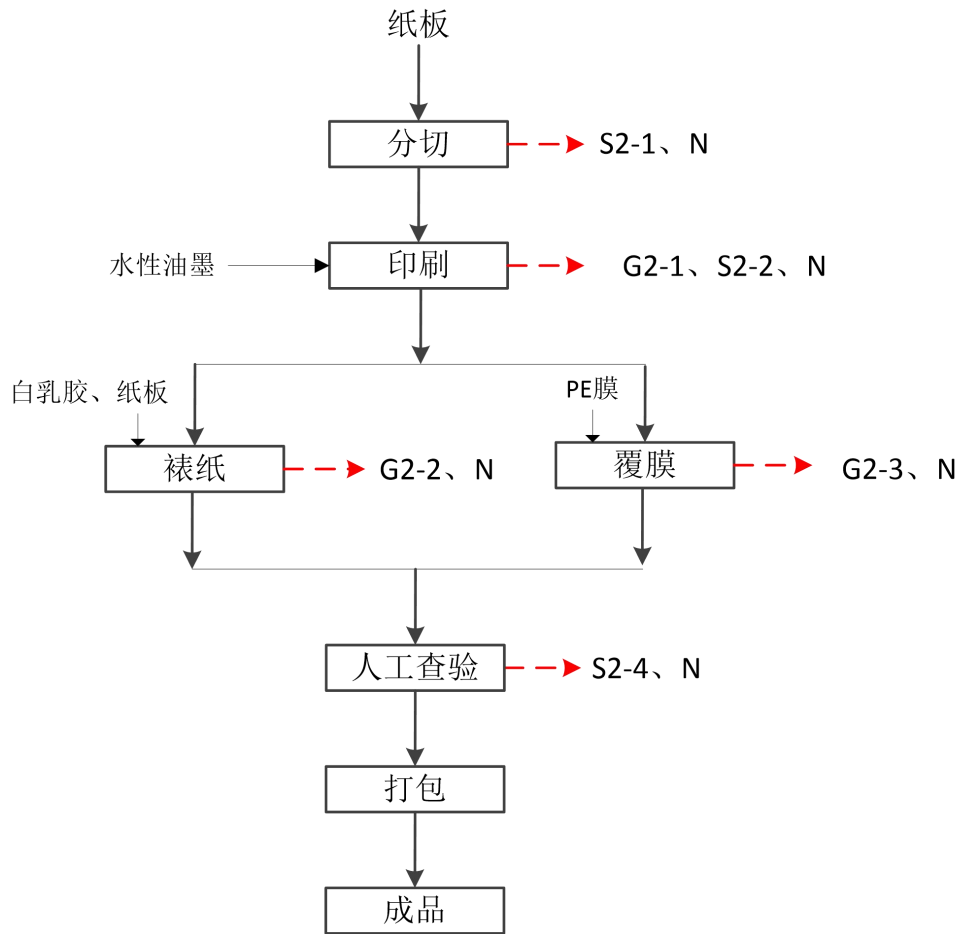 纸板
分切
S2-1、N
水性油墨
印刷
G2-1、S2-2、N
白乳胶、纸板
PE膜
裱纸
G2-2、N
覆膜
G2-3、N
人工查验
S2-4、N
打包
成品